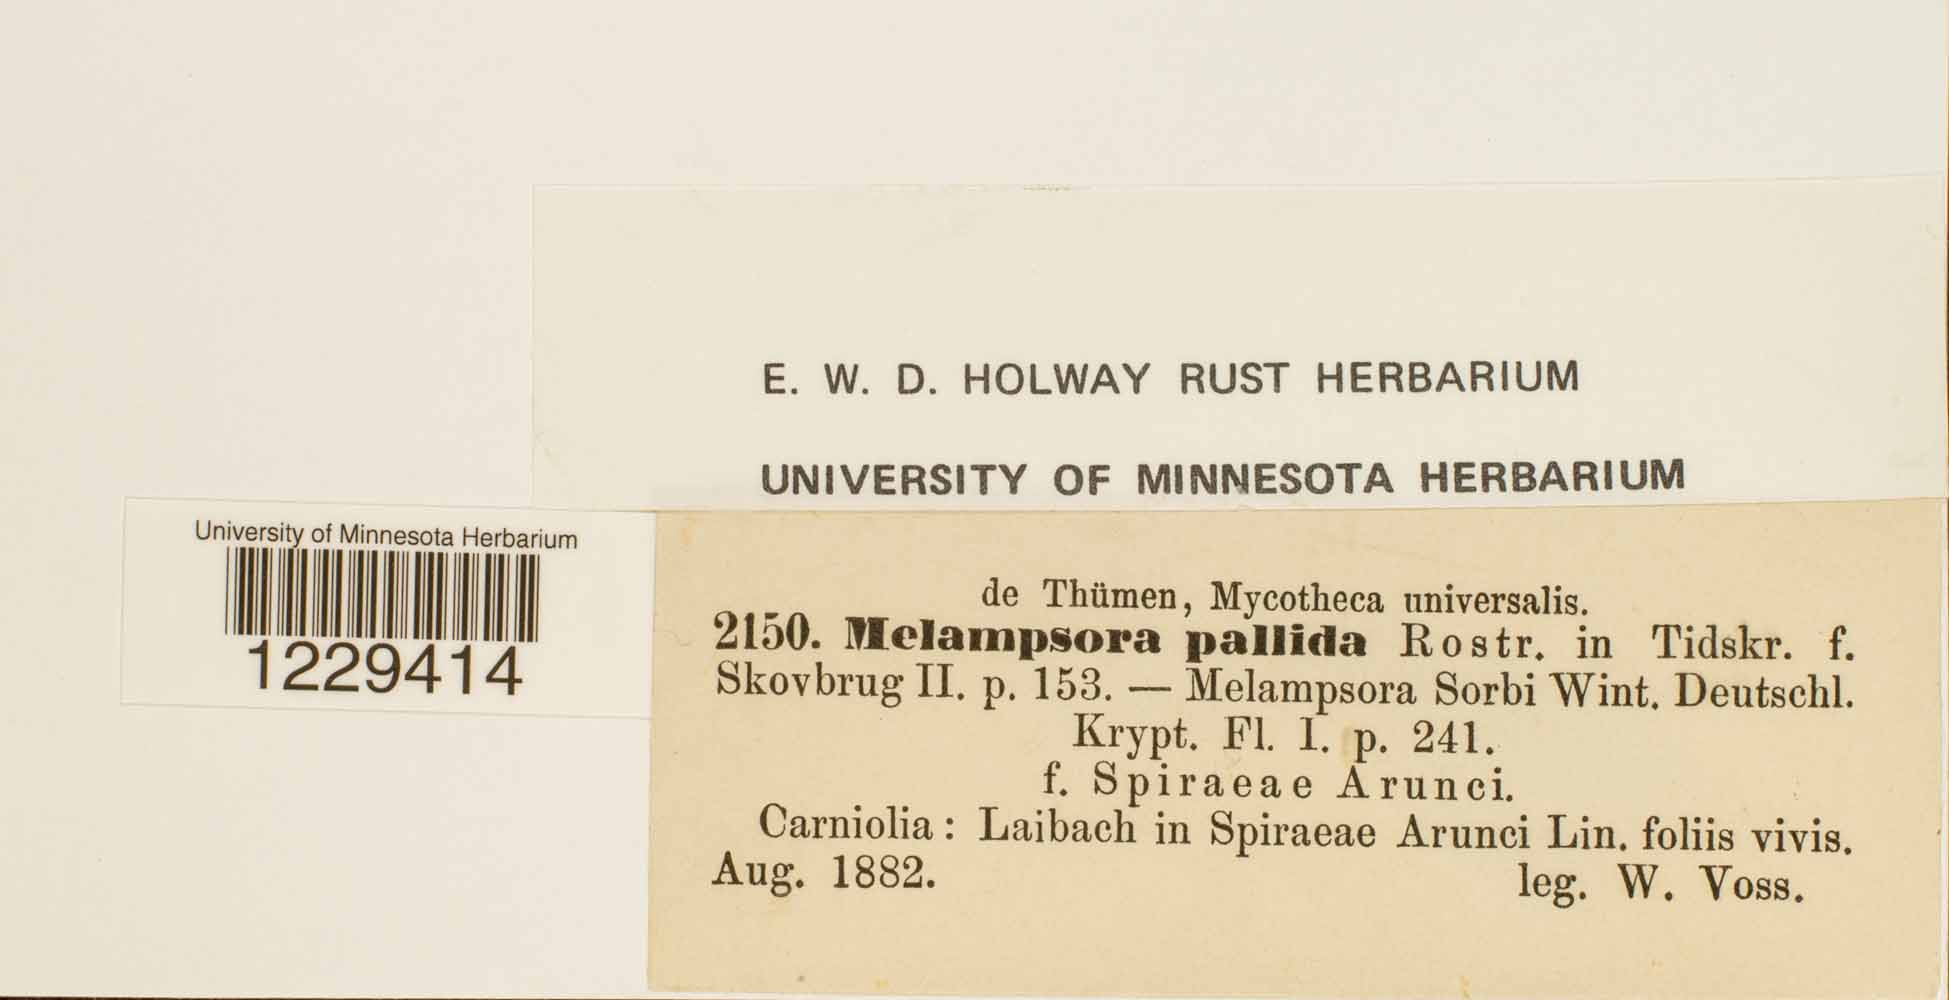 E. W. D. HOLWAY RUST HERBARIUM
UNIVERSITY OF MINNESOTA HERBARIUM
University of Minnesota Herbarium
1229414
de Thümen, Mycotheca universalis.
2150. Melampsora pallida Rostr. in Tidskr. f.
Skovbrug II. p. 153. — Melampsora Sorbi Wint. Deutschl.
Krypt. Fl. I. p. 241.
f. Spiraeae Arunci.
Carniolia: Laibach in Spiraeae Arunci Lin. foliis vivis.
Aug. 1882. leg. W. Voss.